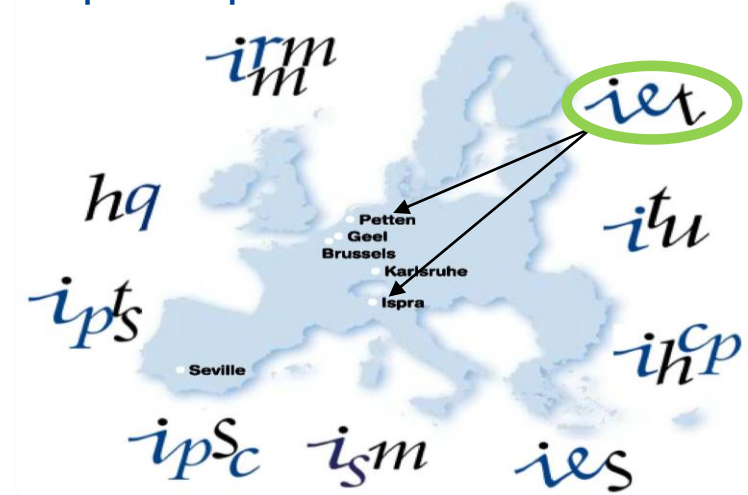 irmm
iet
hq
itu
Petten
Geel
Brussels
Karlsruhe
ipts
Ispra
ihcp
Seville
ipsc
ism
ies